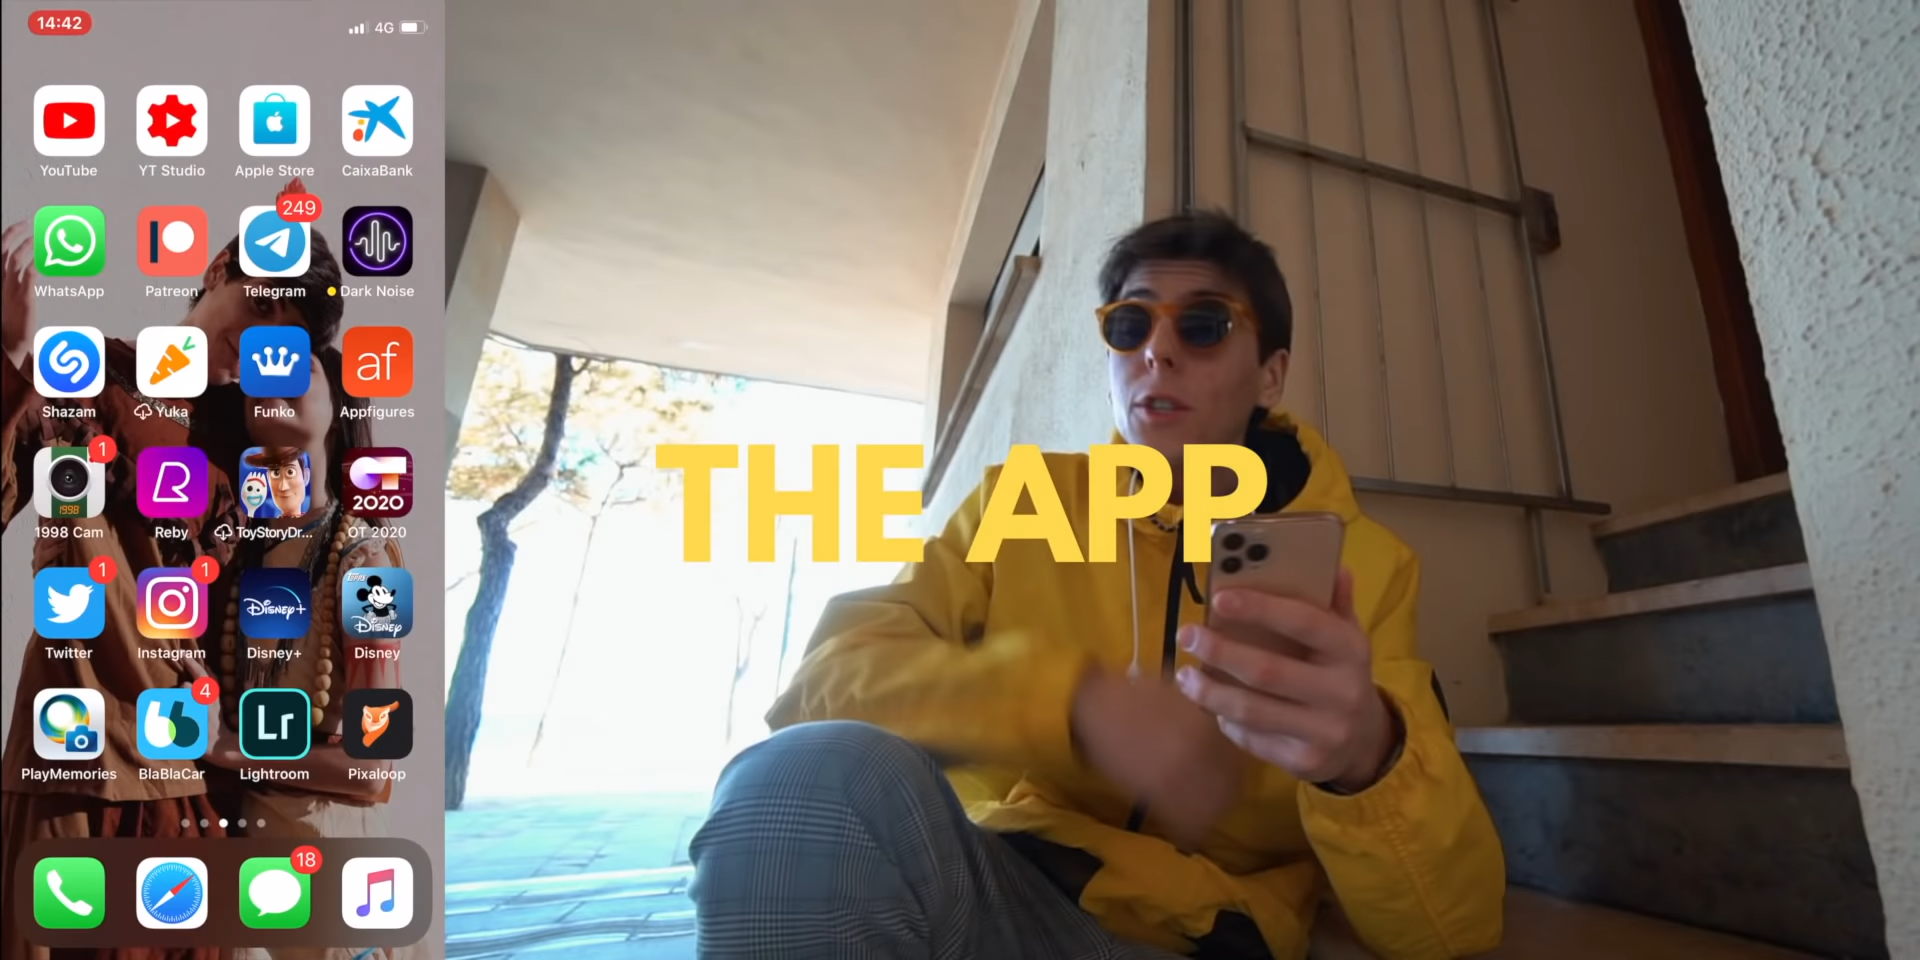 14:42
4G
YouTube
YT Studio
Apple Store
CaixaBank
249
WhatsApp
Patreon
Telegram
Dark Noise
af
Shazam
Yuka
Funko
Appfigures
1
1998
2020
1998 Cam
Reby
ToyStoryDr...
OT 2020
1
1
Disney+
Topps
Disney
Twitter
Instagram
Disney+
Disney
4
Lr
PlayMemories
BlaBlaCar
Lightroom
Pixaloop
18
THE APP